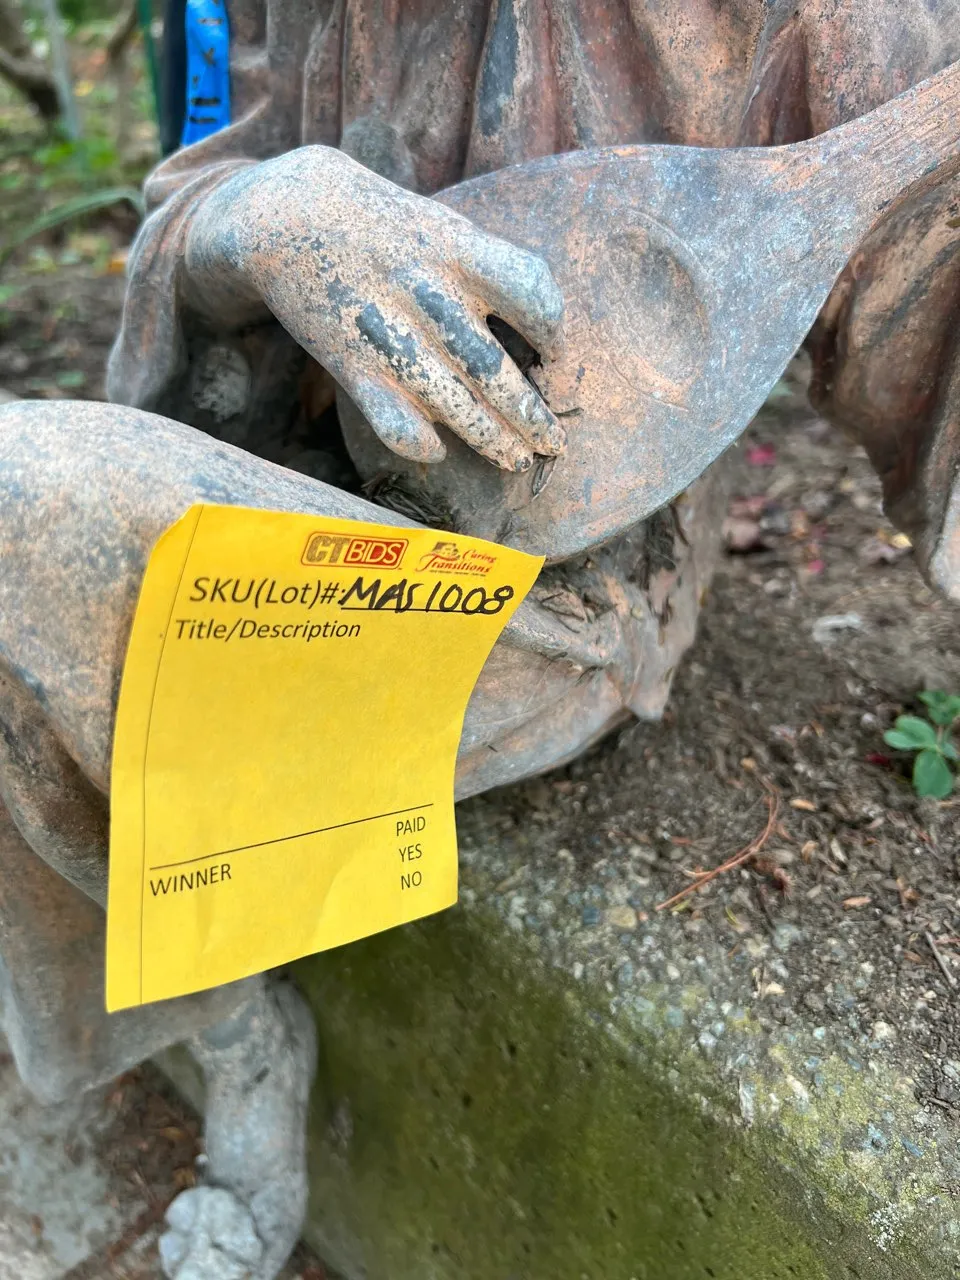 CTBIDS Caring Transitions
SKU(Lot)#: MAS1008
Title/Description
PAID
YES
WINNER
NO